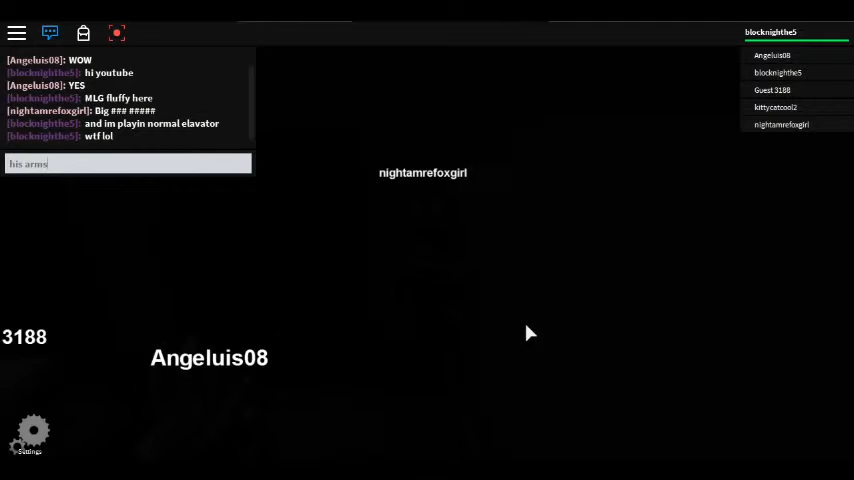 blocknighthe5
[Angeluis08]: WOW
[blocknighthe5]: hi youtube
[Angeluis08]: YES
[blocknighthe5]: MLG fluffy here
[nightamrefoxgirl]: Big ### #####
[blocknighthe5]: and im playin normal elavator
[blocknighthe5]: wtf lol
his arms
Angeluis08
blocknighthe5
Guest 3188
kittycatcool2
nightamrefoxgirl
nightamrefoxgirl
3188
Angeluis08
Settings